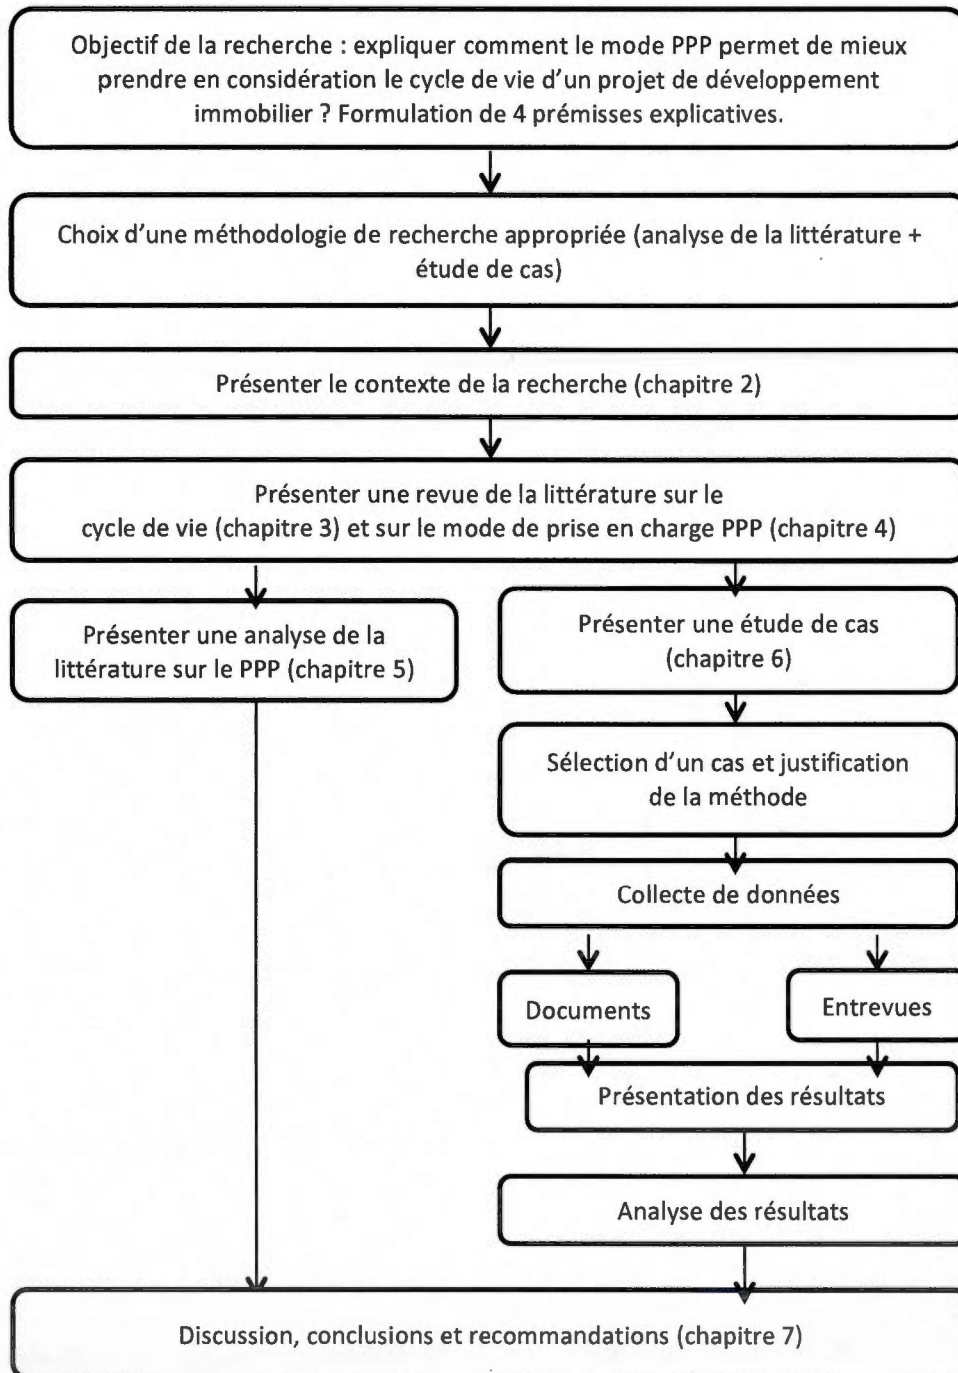 Objectif de la recherche : expliquer comment le mode PPP permet de mieux
prendre en considération le cycle de vie d'un projet de développement
immobilier ? Formulation de 4 prémisses explicatives.
Choix d'une méthodologie de recherche appropriée (analyse de la littérature +
étude de cas)
Présenter le contexte de la recherche (chapitre 2)
Présenter une revue de la littérature sur le
cycle de vie (chapitre 3) et sur le mode de prise en charge PPP (chapitre 4)
Présenter une analyse de la
littérature sur le PPP (chapitre 5)
Présenter une étude de cas
(chapitre 6)
Sélection d'un cas et justification
de la méthode
Collecte de données
Documents
Entrevues
Présentation des résultats
Analyse des résultats
Discussion, conclusions et recommandations (chapitre 7)